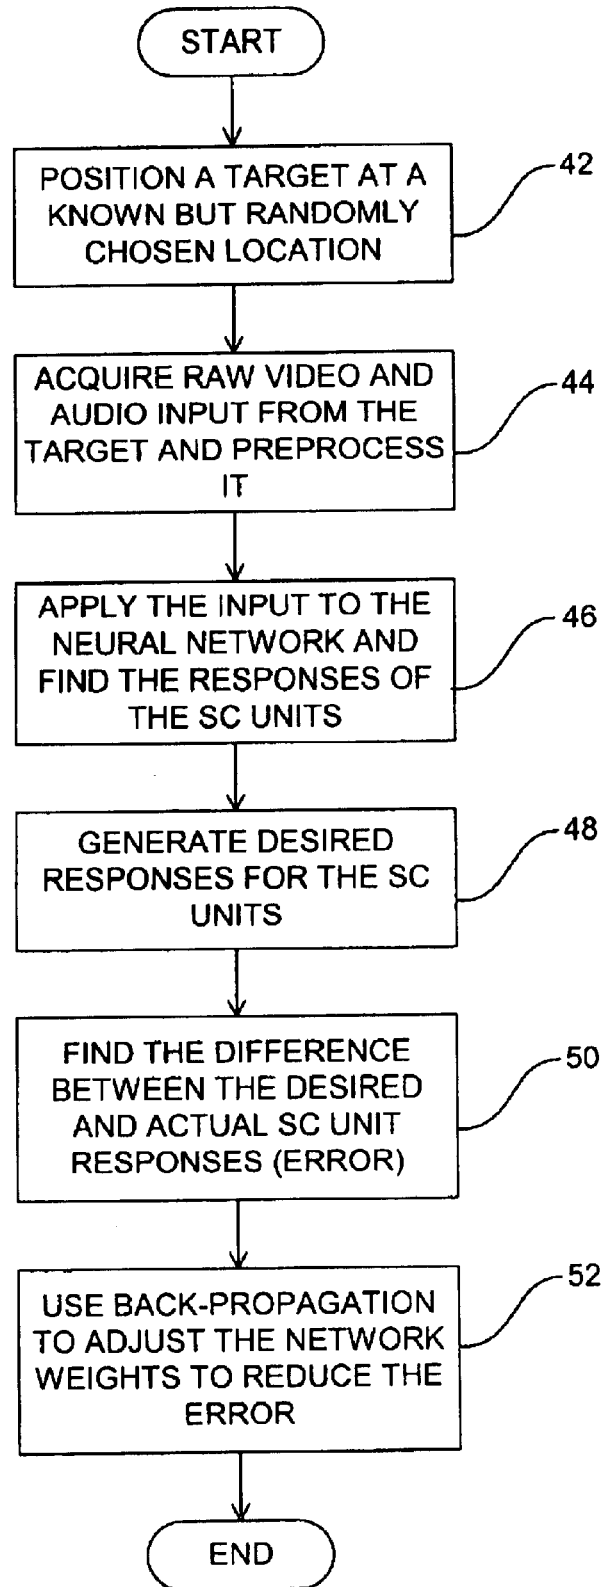 START
POSITION A TARGET AT A
KNOWN BUT RANDOMLY
CHOSEN LOCATION
42
ACQUIRE RAW VIDEO AND
AUDIO INPUT FROM THE
TARGET AND PREPROCESS
IT
44
APPLY THE INPUT TO THE
NEURAL NETWORK AND
FIND THE RESPONSES OF
THE SC UNITS
46
GENERATE DESIRED
RESPONSES FOR THE SC
UNITS
48
FIND THE DIFFERENCE
BETWEEN THE DESIRED
AND ACTUAL SC UNIT
RESPONSES (ERROR)
50
USE BACK-PROPAGATION
TO ADJUST THE NETWORK
WEIGHTS TO REDUCE THE
ERROR
52
END